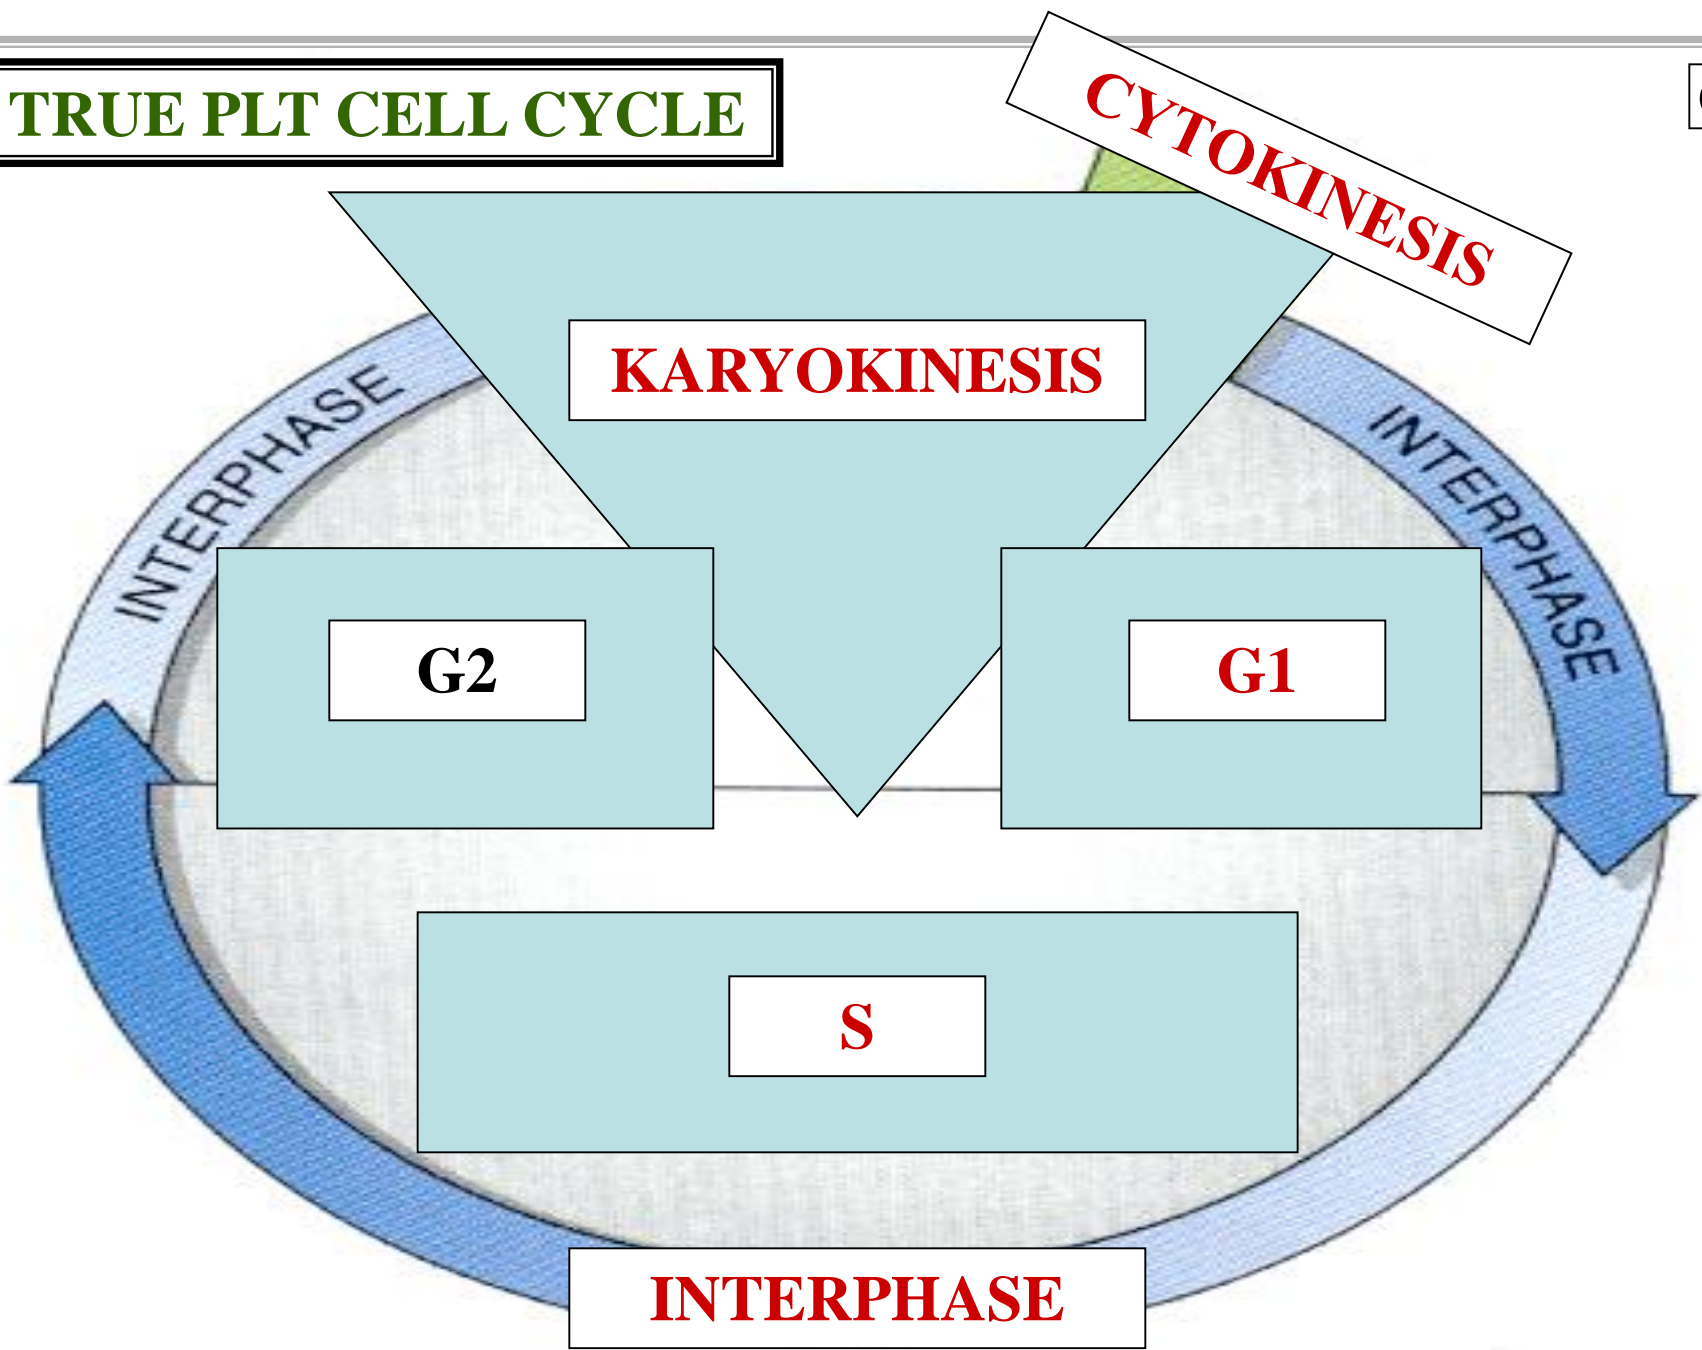 TRUE PLT CELL CYCLE
CYTOKINESIS
KARYOKINESIS
INTERPHASE
INTERPHASE
G2
G1
S
INTERPHASE